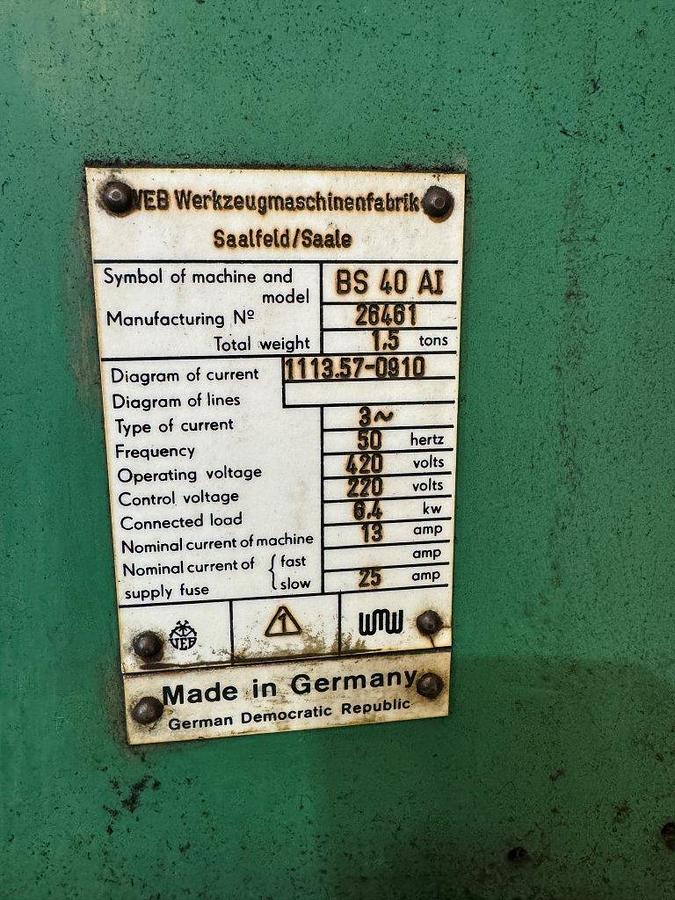 VEB Werkzeugmaschinenfabrik
Saalfeld/Saale
Symbol of machine and model BS 40 AI
Manufacturing Nº 26461
Total weight 1,5 tons
Diagram of current 1113.57-0910
Diagram of lines
Type of current 3~
Frequency 50 hertz
Operating voltage 420 volts
Control voltage 220 volts
Connected load 6,4 kw
Nominal current of machine 13 amp
Nominal current of supply fuse { fast amp
slow 25 amp
VEB 1 WMW
Made in Germany
German Democratic Republic